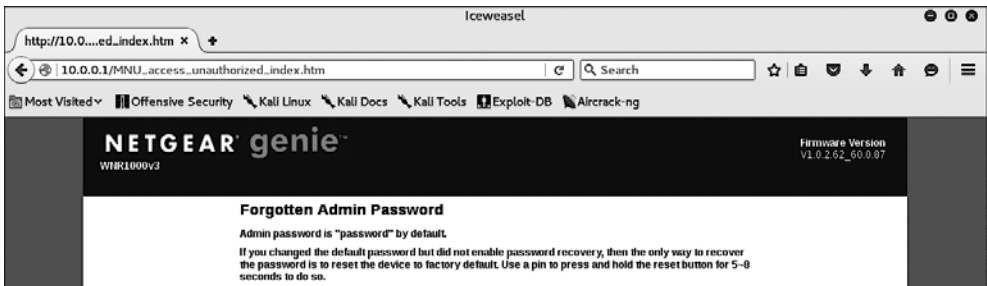 Iceweasel
http://10.0....ed_index.htm
10.0.0.1/MNU_access_unauthorized_index.htm
Search
Most Visited
Offensive Security
Kali Linux
Kali Docs
Kali Tools
Exploit-DB
Aircrack-ng
NETGEAR® genie™
WNR1000v3
Firmware Version
V1.0.2.62_60.0.87
Forgotten Admin Password
Admin password is "password" by default.
If you changed the default password but did not enable password recovery, then the only way to recover
the password is to reset the device to factory default. Use a pin to press and hold the reset button for 5~8
seconds to do so.